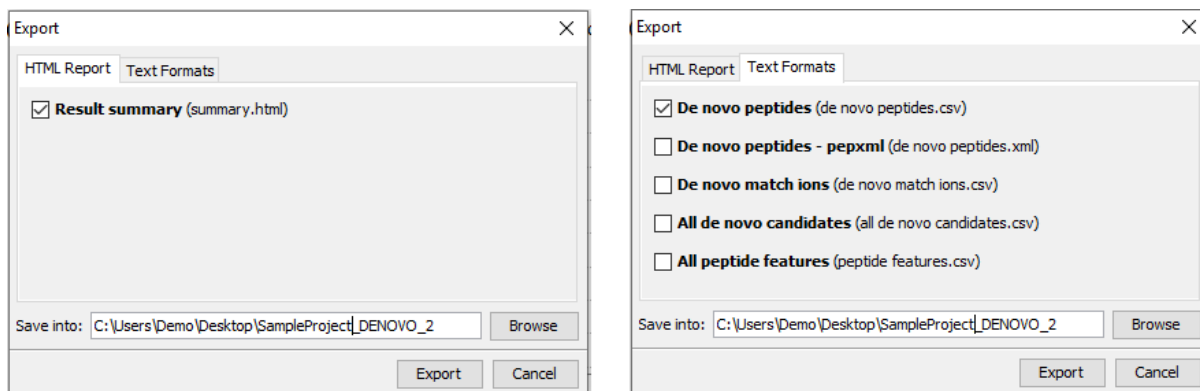 Export
HTML Report Text Formats
Result summary (summary.html)
Save into: C:\Users\Demo\Desktop\SampleProject_DENOVO_2 Browse
Export Cancel
Export
HTML Report Text Formats
De novo peptides (de novo peptides.csv)
De novo peptides - pepxml (de novo peptides.xml)
De novo match ions (de novo match ions.csv)
All de novo candidates (all de novo candidates.csv)
All peptide features (peptide features.csv)
Save into: C:\Users\Demo\Desktop\SampleProject_DENOVO_2 Browse
Export Cancel